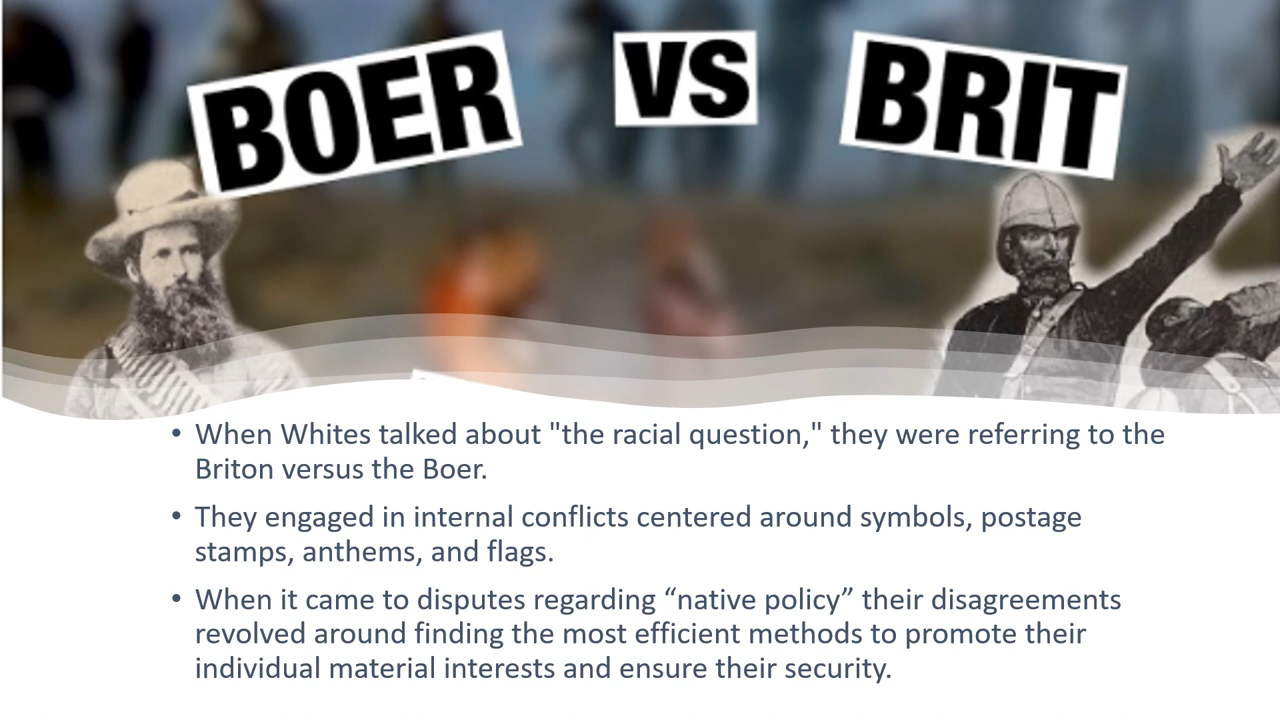 BOER VS BRIT
• When Whites talked about "the racial question," they were referring to the
Briton versus the Boer.
• They engaged in internal conflicts centered around symbols, postage
stamps, anthems, and flags.
• When it came to disputes regarding “native policy” their disagreements
revolved around finding the most efficient methods to promote their
individual material interests and ensure their security.